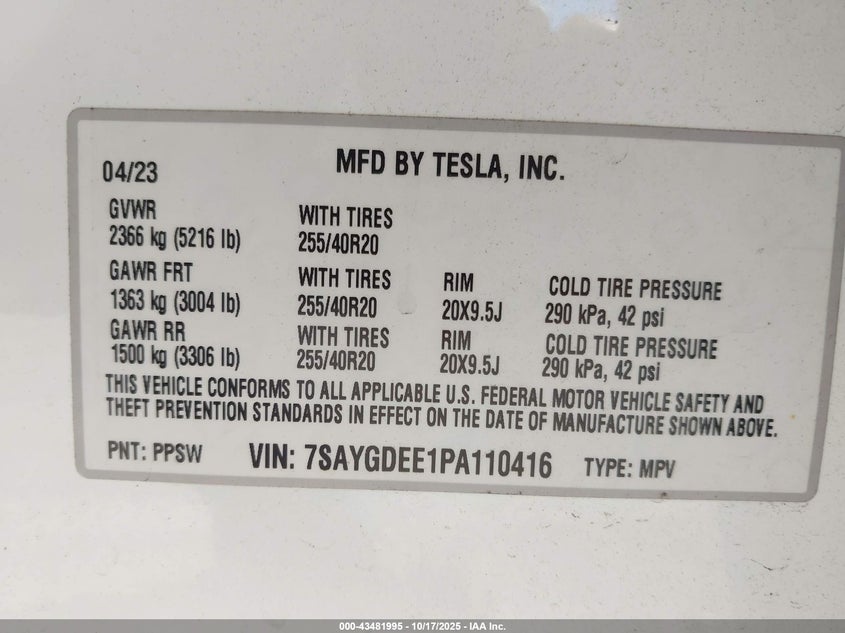 04/23 MFD BY TESLA, INC.
GVWR WITH TIRES
2366 kg (5216 lb) 255/40R20
GAWR FRT WITH TIRES RIM COLD TIRE PRESSURE
1363 kg (3004 lb) 255/40R20 20X9.5J 290 kPa, 42 psi
GAWR RR WITH TIRES RIM COLD TIRE PRESSURE
1500 kg (3306 lb) 255/40R20 20X9.5J 290 kPa, 42 psi
THIS VEHICLE CONFORMS TO ALL APPLICABLE U.S. FEDERAL MOTOR VEHICLE SAFETY AND
THEFT PREVENTION STANDARDS IN EFFECT ON THE DATE OF MANUFACTURE SHOWN ABOVE.
PNT: PPSW VIN: 7SAYGDEE1PA110416 TYPE: MPV
000-43481995 - 10/17/2025 - IAA Inc.